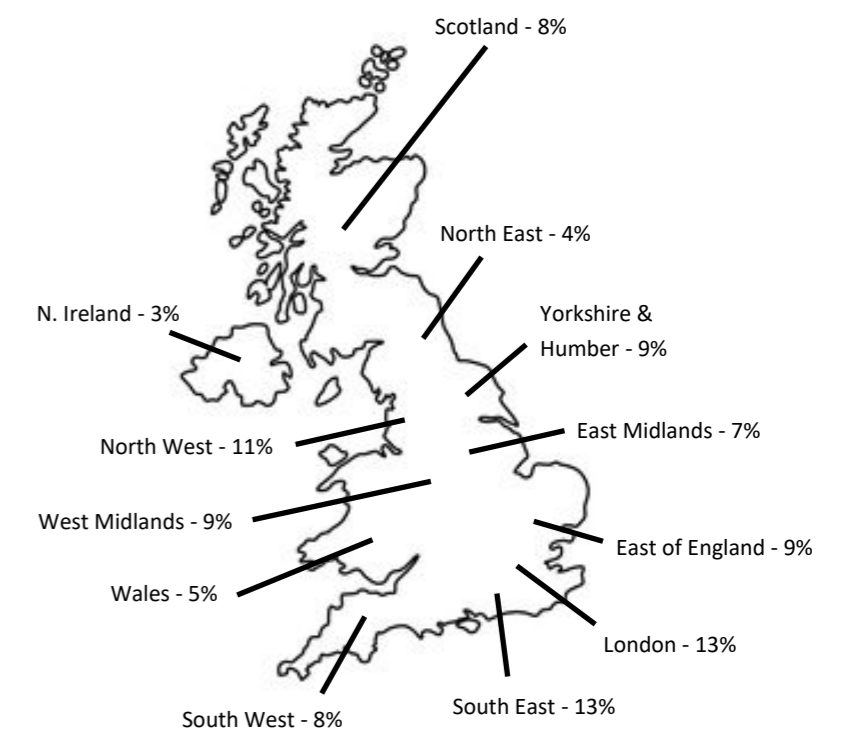 Scotland - 8%
North East - 4%
N. Ireland - 3%
Yorkshire &
Humber - 9%
East Midlands - 7%
North West - 11%
West Midlands - 9%
East of England - 9%
Wales - 5%
London - 13%
South East - 13%
South West - 8%